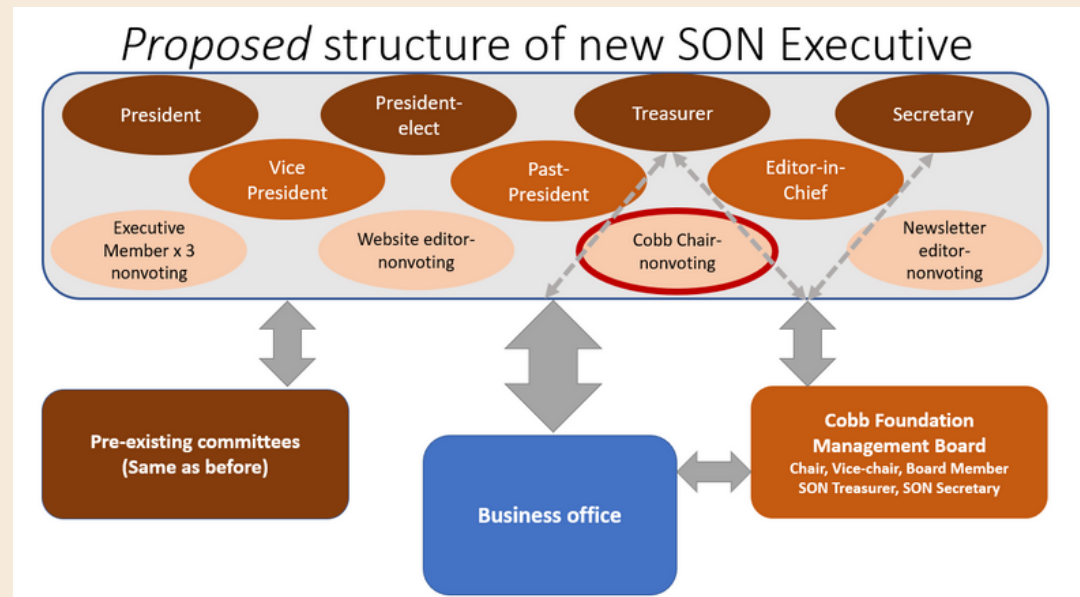 Proposed structure of new SON Executive
President
President-
elect
Treasurer
Secretary
Vice
President
Past-
President
Editor-in-
Chief
Executive
Member x 3
nonvoting
Website editor-
nonvoting
Cobb Chair-
nonvoting
Newsletter
editor-
nonvoting
Pre-existing committees
(Same as before)
Business office
Cobb Foundation
Management Board
Chair, Vice-chair, Board Member
SON Treasurer, SON Secretary